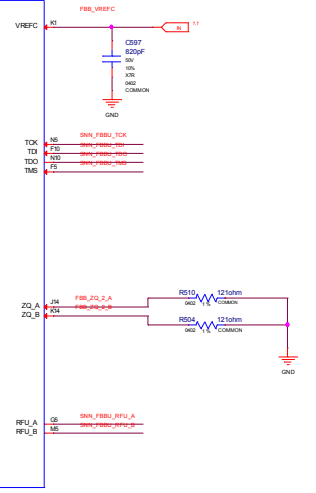 FBB_VREFC
VREFC K1 IN ?,?
C597
820pF
50V
10%
X7R
0402
COMMON
GND
TCK N5 SNN_FBBU_TCK
TDI F10 SNN_FBBU_TDI
TDO N10 SNN_FBBU_TDO
TMS F5 SNN_FBBU_TMS
R510 121ohm
ZQ_A J14 FBB_ZQ_2_A 0402 1% COMMON
ZQ_B K14 FBB_ZQ_2_B
R504 121ohm
0402 1% COMMON
GND
RFU_A G5 SNN_FBBU_RFU_A
RFU_B M5 SNN_FBBU_RFU_B